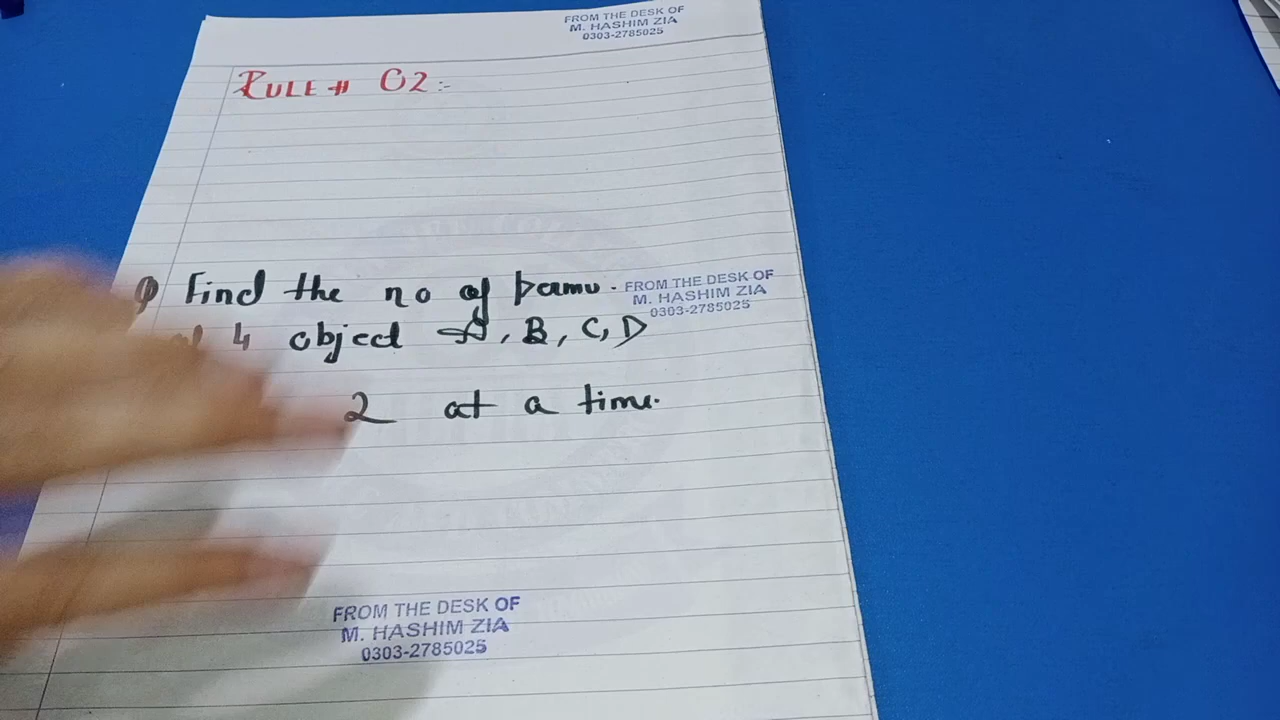 FROM THE DESK OF
M. HASHIM ZIA
0303-2785025
RULE # 02:-
Q Find the no of pamu.
FROM THE DESK OF
M. HASHIM ZIA
0303-2785025
4 object A, B, C, D
2 at a time.
FROM THE DESK OF
M. HASHIM ZIA
0303-2785025